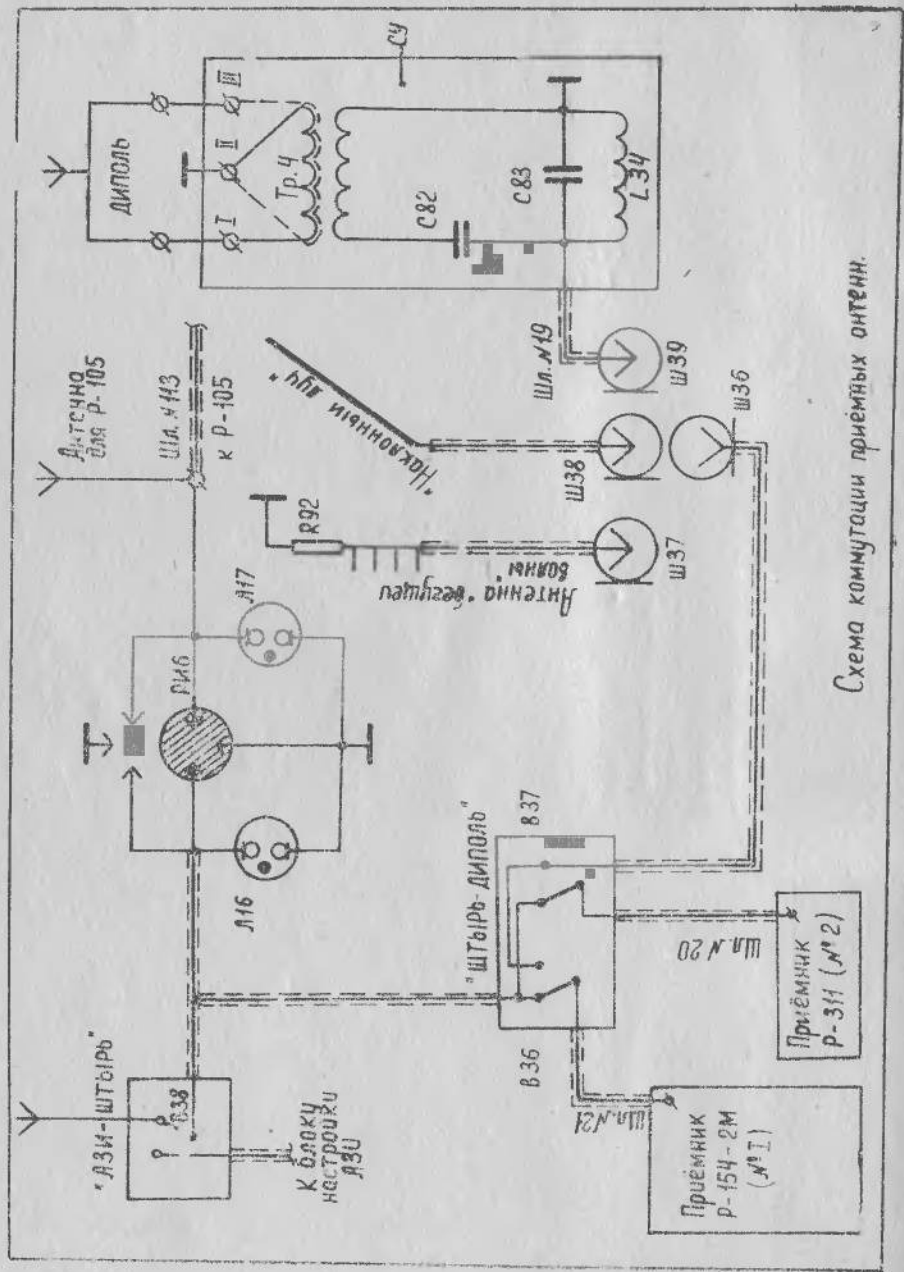 "АЗИ-ШТЫРЬ"
В38
К блоку
настройки
АЗИ
Л16
РИ6
Л17
Антенна
для Р-105
Шл. №113
к Р-105
ДИПОЛЬ
I
II
III
Тр.4
СУ
С82
С83
L34
Шл. №19
Ш39
"Наклонный луч"
Ш38
Ш36
R92
Антенна "бегущей
волны"
Ш37
"ШТЫРЬ-ДИПОЛЬ"
В36
В37
Шл. №21
Шл. №20
Приёмник
Р-154-2М
(№I)
Приёмник
Р-311 (№2)
Схема коммутации приёмных антенн.